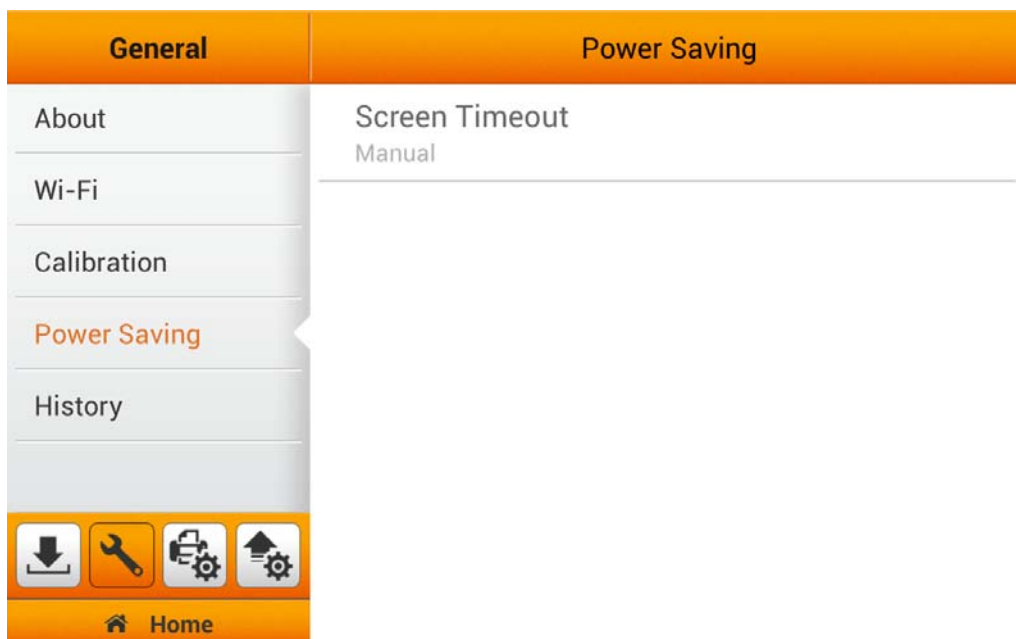 General
Power Saving
About
Wi-Fi
Calibration
Power Saving
History
Home
Screen Timeout
Manual